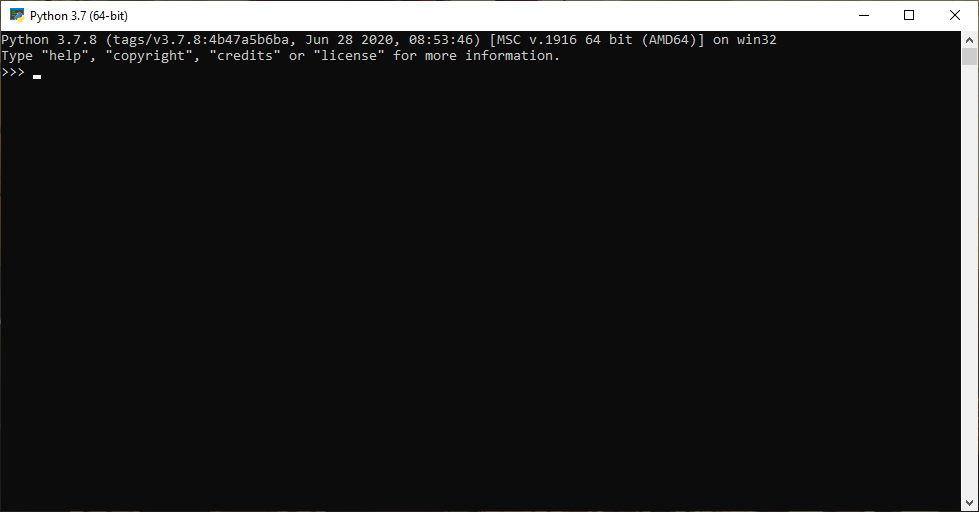 Python 3.7 (64-bit)
Python 3.7.8 (tags/v3.7.8:4b47a5b6ba, Jun 28 2020, 08:53:46) [MSC v.1916 64 bit (AMD64)] on win32
Type "help", "copyright", "credits" or "license" for more information.
>>>